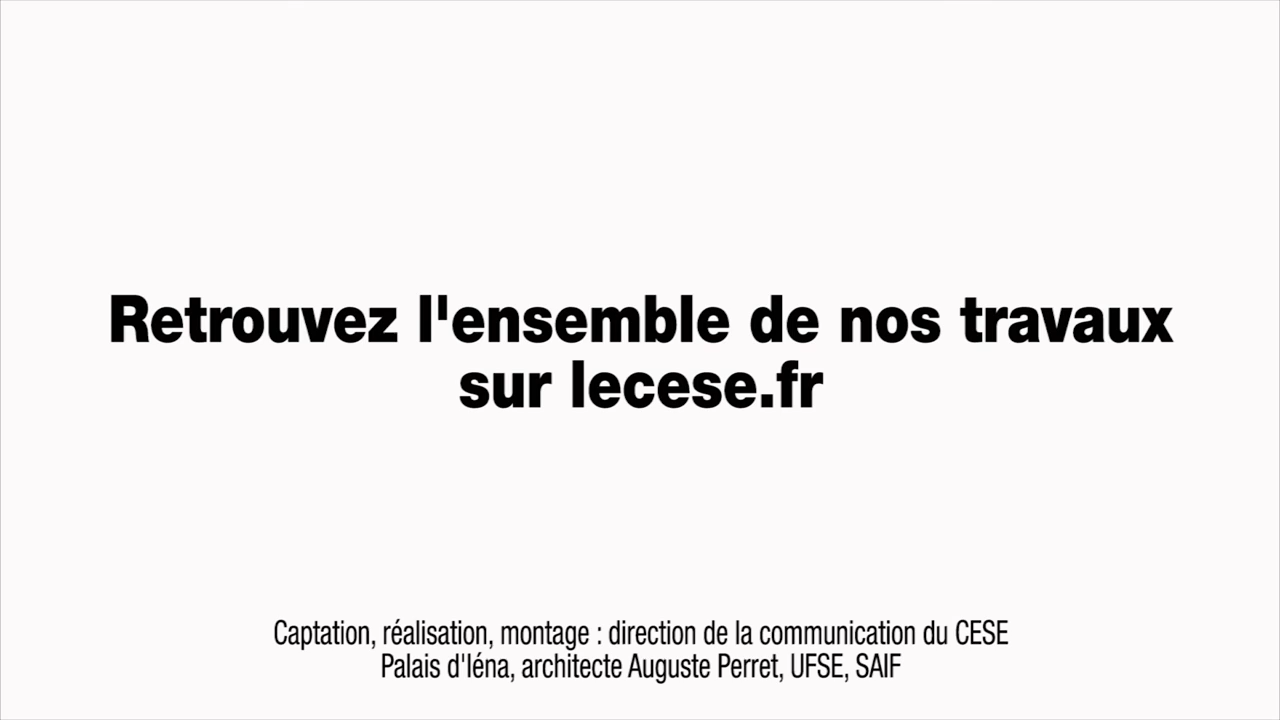 Retrouvez l'ensemble de nos travaux
sur lecese.fr
Captation, réalisation, montage : direction de la communication du CESE
Palais d'Iéna, architecte Auguste Perret, UFSE, SAIF